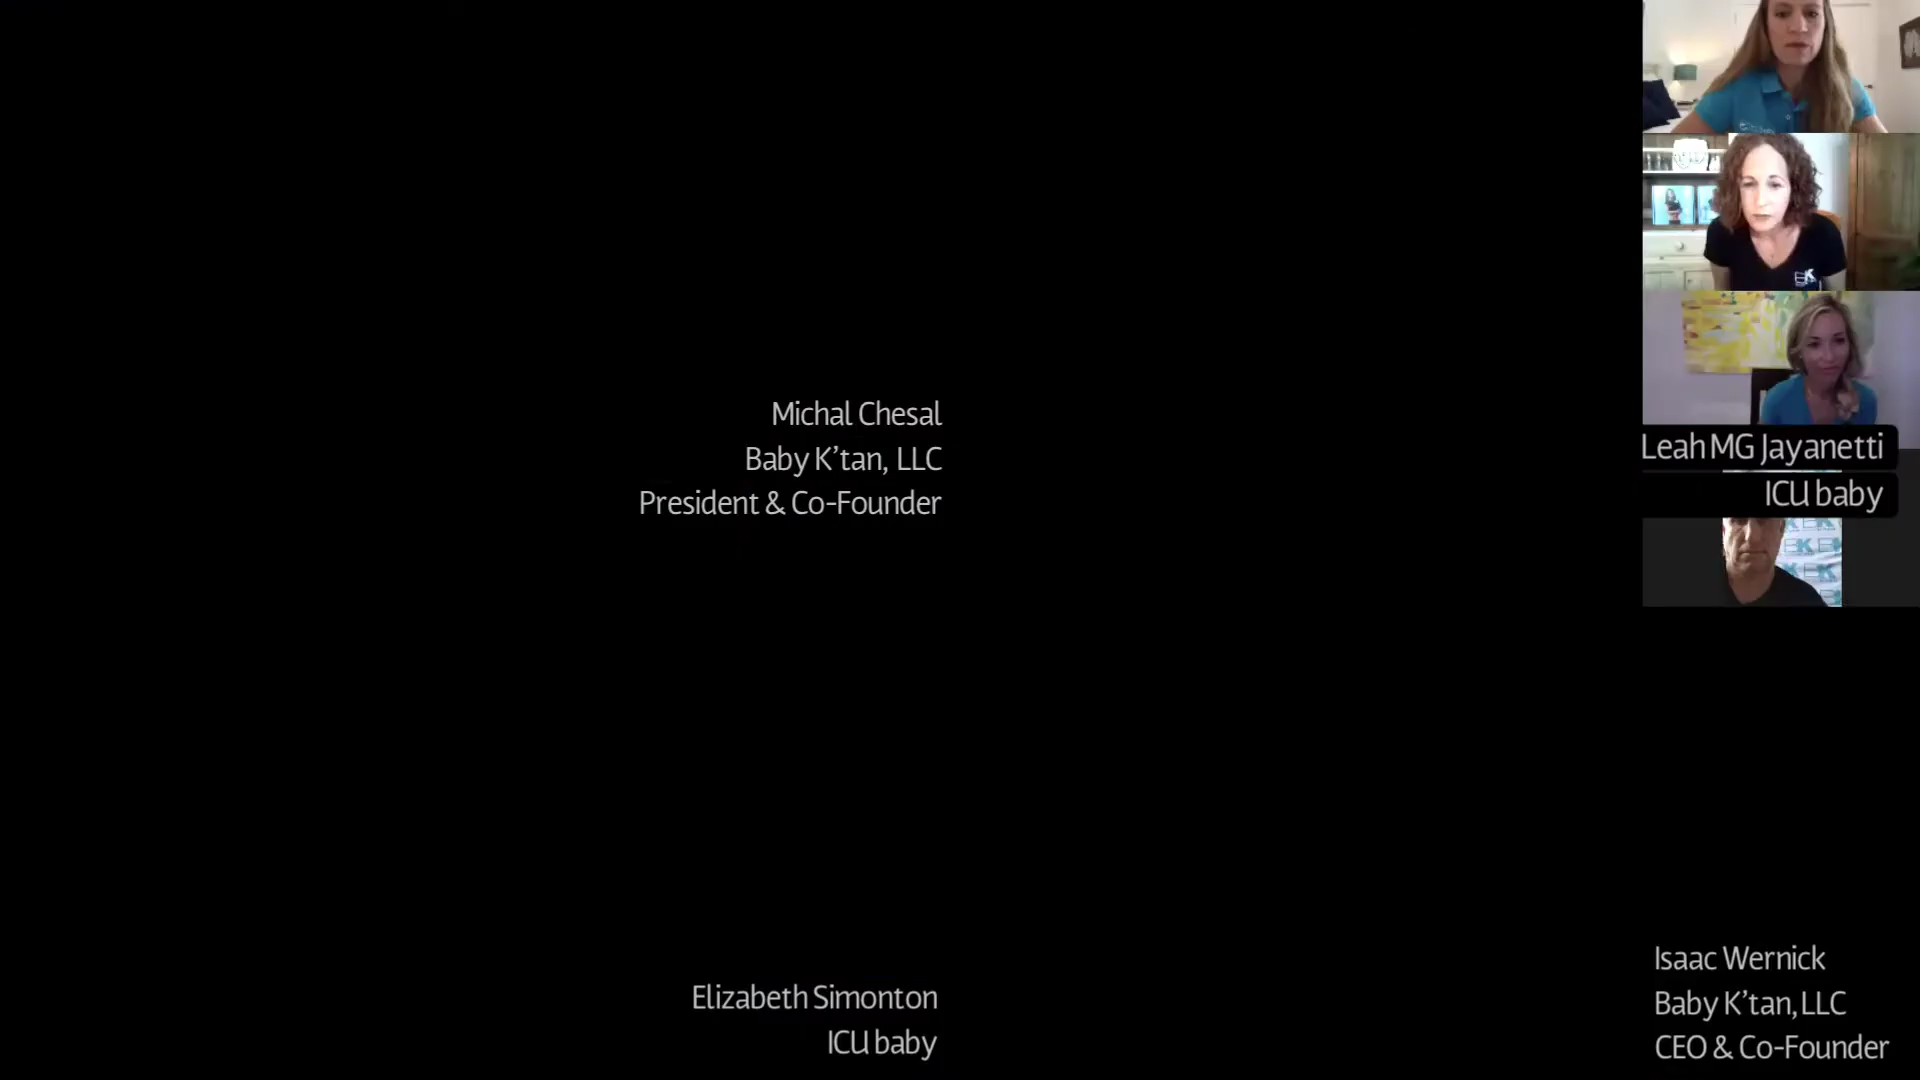 Michal Chesal
Baby K’tan, LLC
President & Co-Founder
Leah MG Jayanetti
ICU baby
Elizabeth Simonton
ICU baby
Isaac Wernick
Baby K’tan, LLC
CEO & Co-Founder